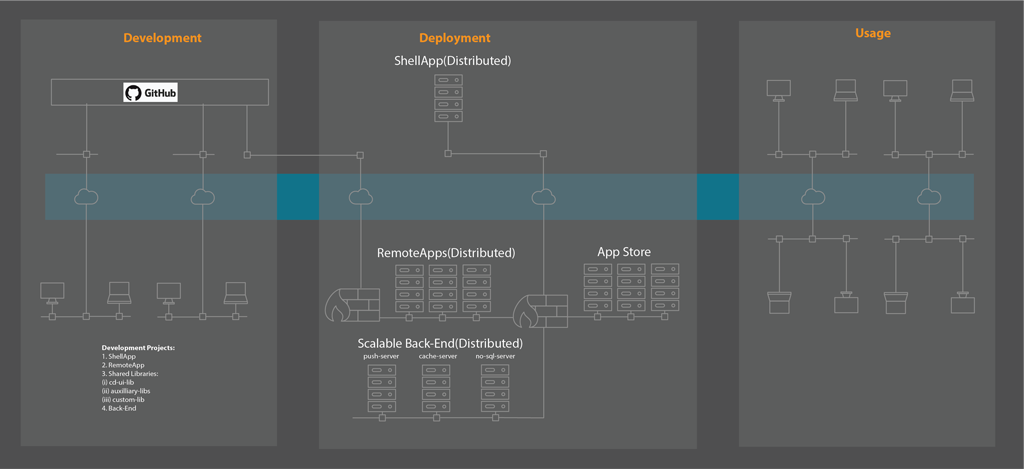 Development
Deployment
Usage
ShellApp(Distributed)
GitHub
RemoteApps(Distributed)
App Store
Scalable Back-End(Distributed)
push-server
cache-server
no-sql-server
Development Projects:
1. ShellApp
2. RemoteApp
3. Shared Libraries:
(i) cd-ui-lib
(ii) auxilliary-libs
(iii) custom-lib
4. Back-End